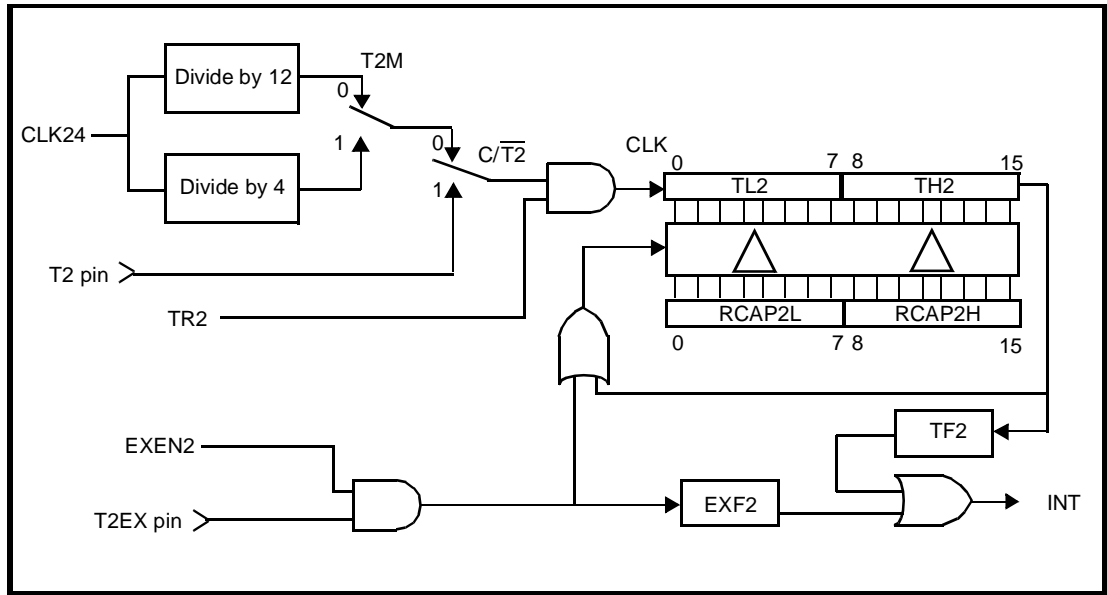 Divide by 12
T2M
0
CLK24
1
0
C/T2
CLK
0
7 8
15
Divide by 4
1
TL2
TH2
T2 pin
TR2
RCAP2L
RCAP2H
0
7 8
15
TF2
EXEN2
T2EX pin
EXF2
INT